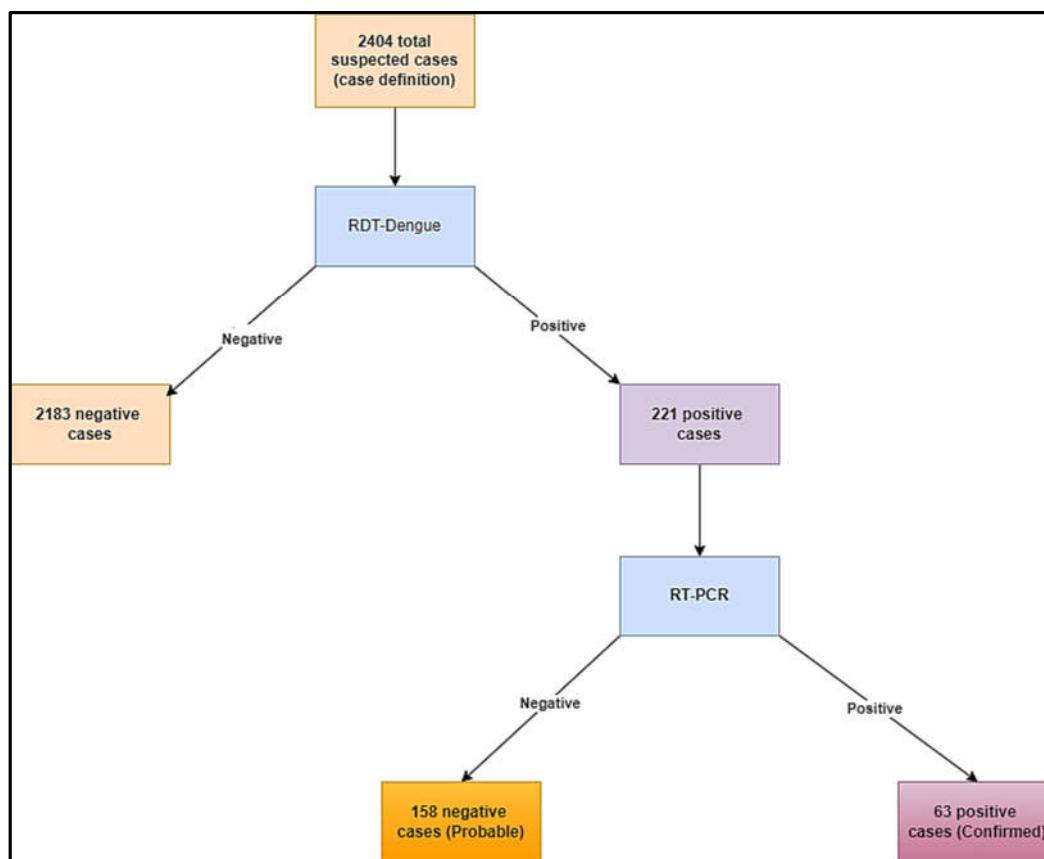 2404 total
suspected cases
(case definition)
RDT-Dengue
Negative
Positive
2183 negative
cases
221 positive
cases
RT-PCR
Negative
Positive
158 negative
cases (Probable)
63 positive
cases (Confirmed)